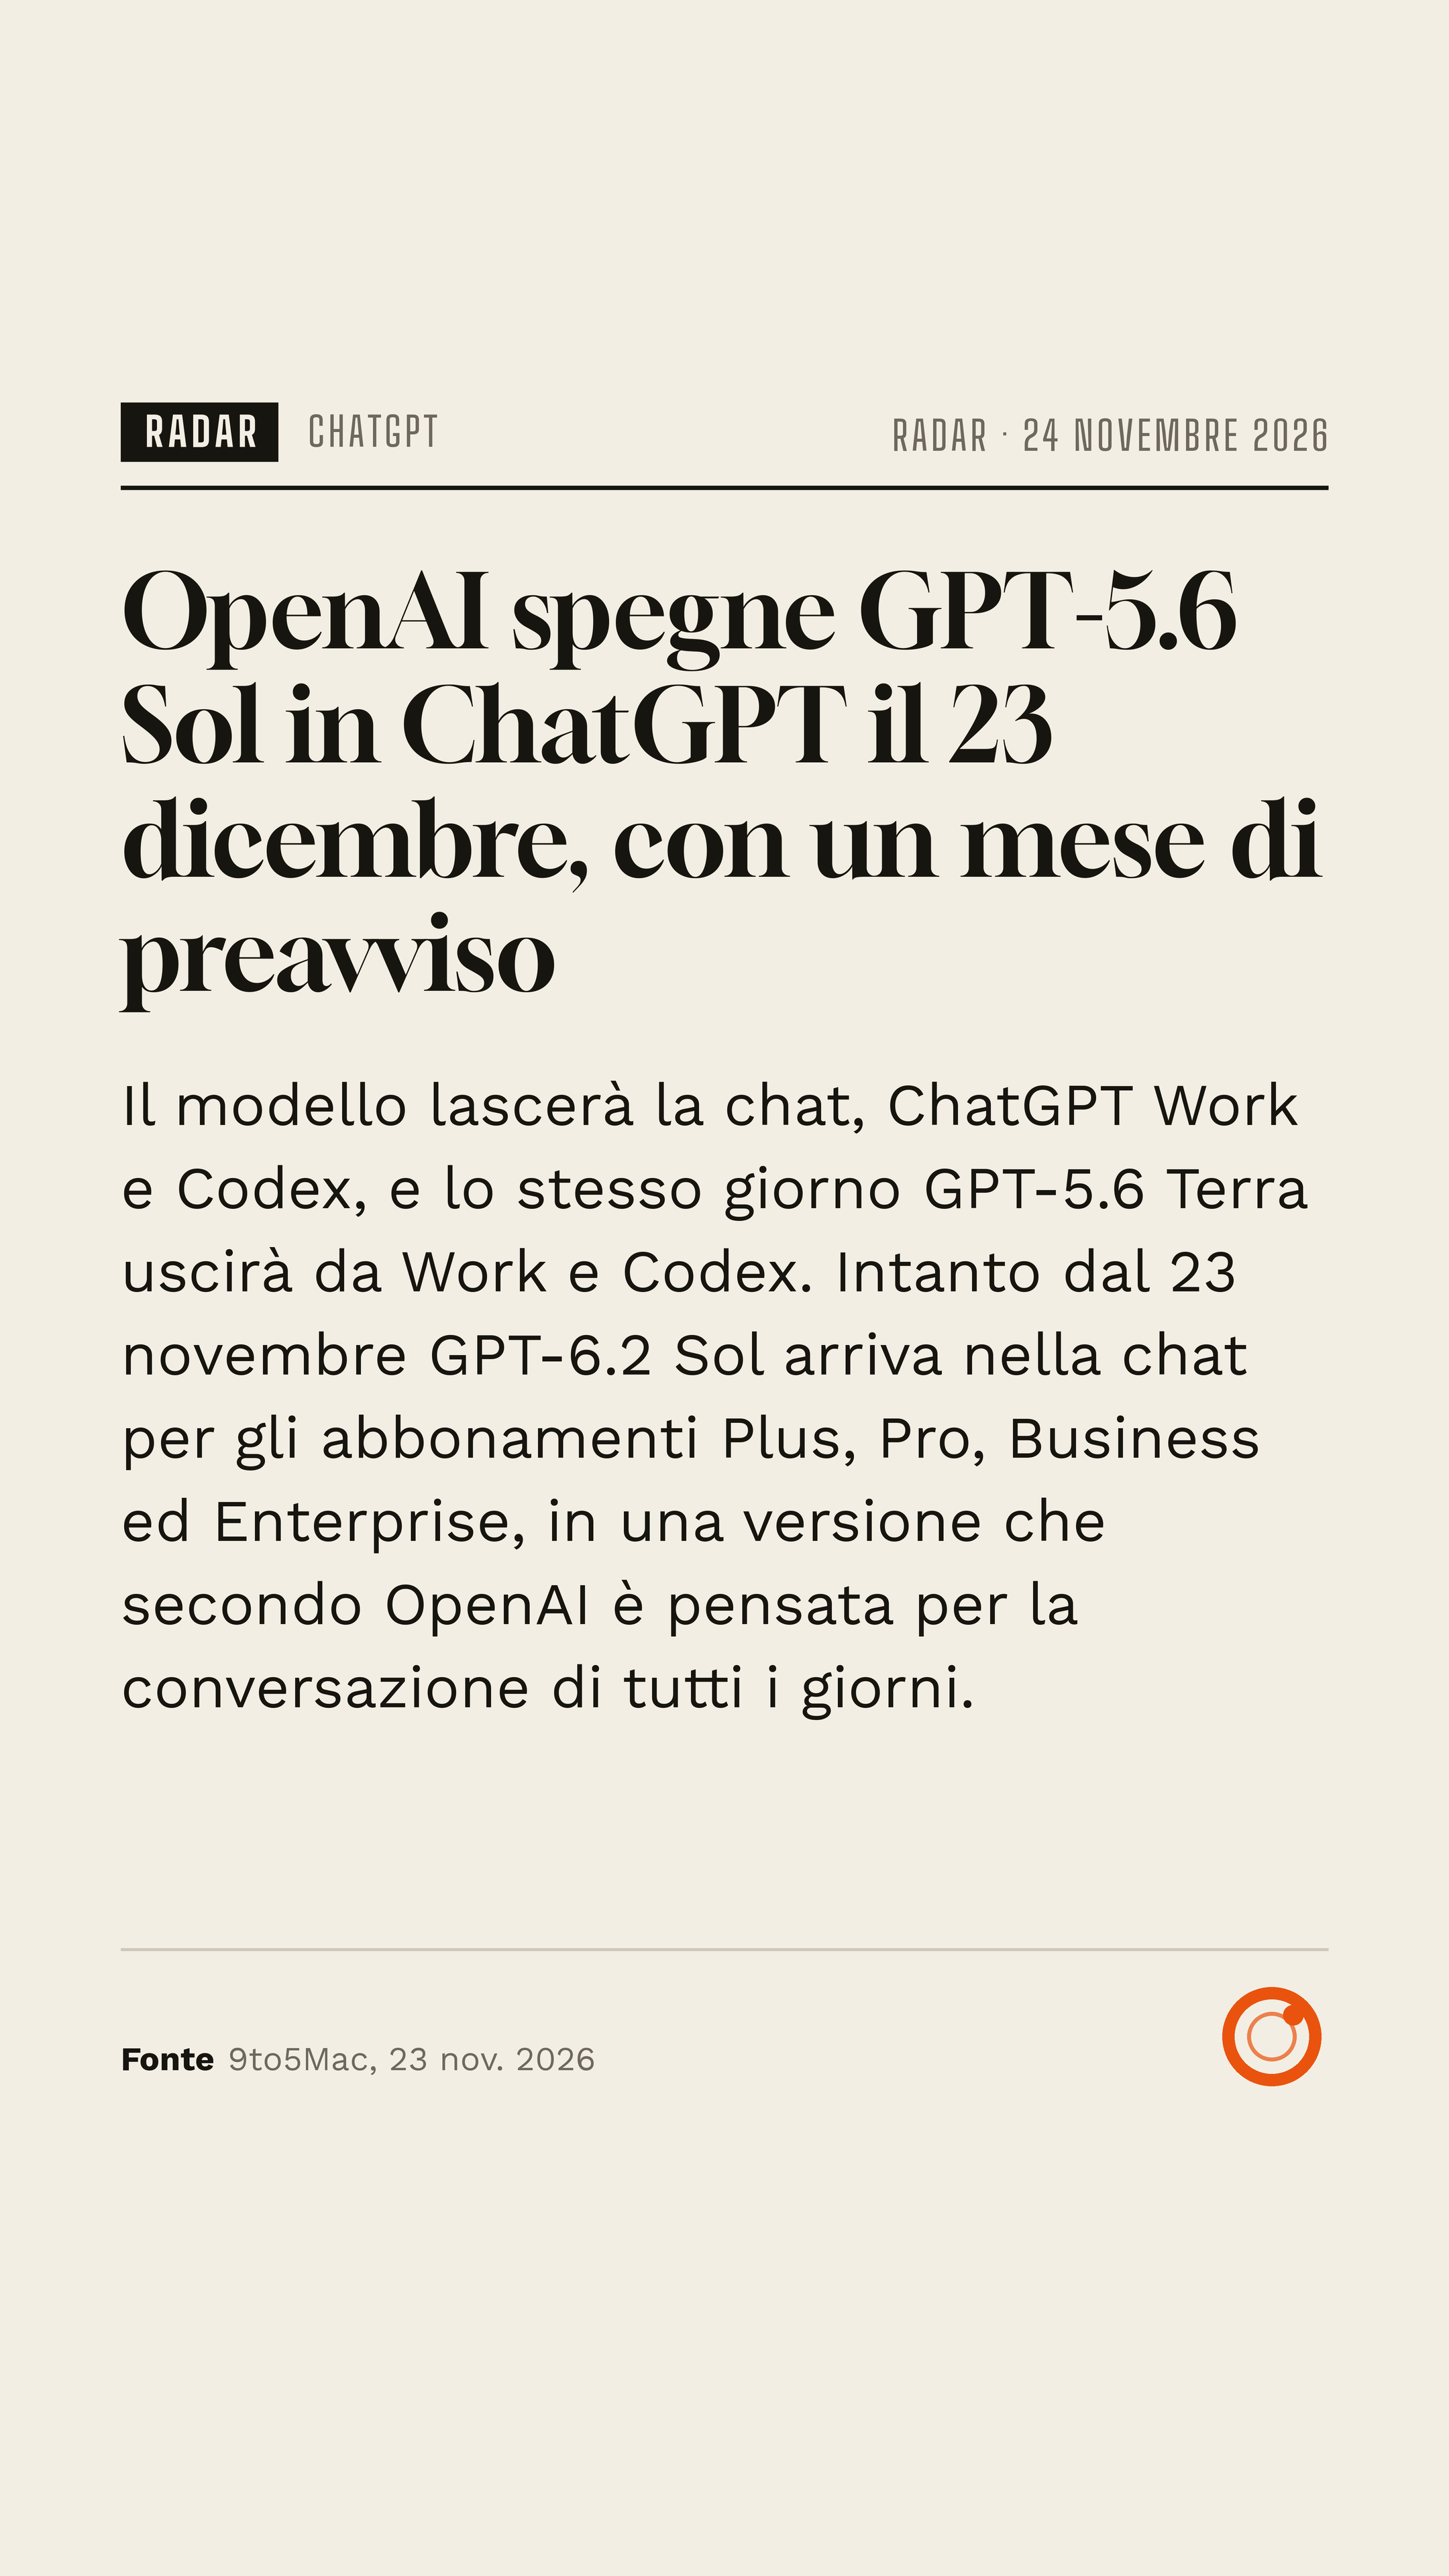 RADAR CHATGPT RADAR · 24 NOVEMBRE 2026
OpenAI spegne GPT-5.6
Sol in ChatGPT il 23
dicembre, con un mese di
preavviso
Il modello lascerà la chat, ChatGPT Work
e Codex, e lo stesso giorno GPT-5.6 Terra
uscirà da Work e Codex. Intanto dal 23
novembre GPT-6.2 Sol arriva nella chat
per gli abbonamenti Plus, Pro, Business
ed Enterprise, in una versione che
secondo OpenAI è pensata per la
conversazione di tutti i giorni.
Fonte 9to5Mac, 23 nov. 2026